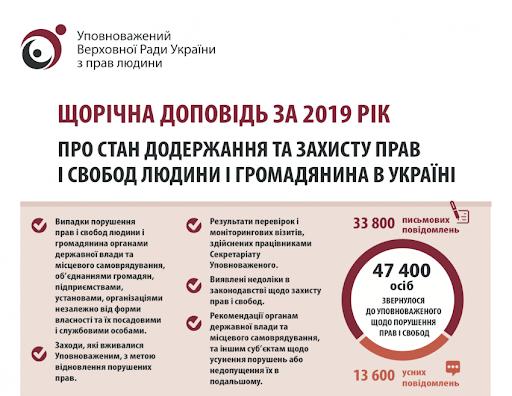 Уповноважений
Верховної Ради України
з прав людини
ЩОРІЧНА ДОПОВІДЬ ЗА 2019 РІК
ПРО СТАН ДОДЕРЖАННЯ ТА ЗАХИСТУ ПРАВ
І СВОБОД ЛЮДИНИ І ГРОМАДЯНИНА В УКРАЇНІ
Випадки порушення
прав і свобод людини і
громадянина органами
державної влади та
місцевого самоврядування,
об'єднаннями громадян,
підприємствами,
установами, організаціями
незалежно від форми
власності та їх посадовими
і службовими особами.
Заходи, які вживалися
Уповноваженим, з метою
відновлення порушених
прав.
Результати перевірок і
моніторингових візитів,
здійснених працівниками
Секретаріату
Уповноваженого.
Виявлені недоліки в
законодавстві щодо захисту
прав і свобод.
Рекомендації органам
державної влади та
місцевого самоврядування,
та іншим суб'єктам щодо
усунення порушень або
недопущення їх в
подальшому.
33 800 письмових
повідомлень
47 400
осіб
ЗВЕРНУЛОСЯ
ДО УПОВНОВАЖЕНОГО
ЩОДО ПОРУШЕННЯ
ПРАВ І СВОБОД
13 600 усних
повідомлень